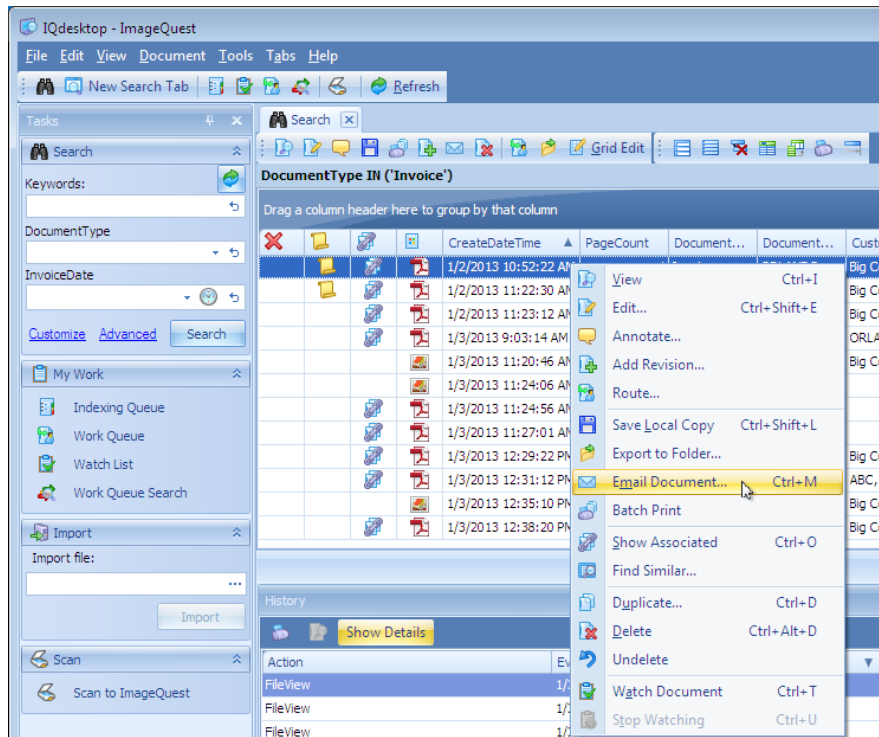 IQdesktop - ImageQuest
File Edit View Document Tools Tabs Help
New Search Tab Refresh
Tasks
Search
Keywords:
DocumentType
InvoiceDate
Customize Advanced Search
My Work
Indexing Queue
Work Queue
Watch List
Work Queue Search
Import
Import file:
Import
Scan
Scan to ImageQuest
Search
Grid Edit
DocumentType IN ('Invoice')
Drag a column header here to group by that column
CreateDateTime PageCount Document... Document... Cust
1/2/2013 10:52:22 AM Big C
1/2/2013 11:22:30 AM Big C
1/2/2013 11:23:12 AM Big C
1/3/2013 9:03:14 AM ORLA
1/3/2013 11:20:46 AM Big C
1/3/2013 11:24:06 AM
1/3/2013 11:24:56 AM
1/3/2013 11:27:01 AM
1/3/2013 12:29:22 PM Big C
1/3/2013 12:31:12 PM ABC,
1/3/2013 12:35:10 PM Big C
1/3/2013 12:38:20 PM Big C
View Ctrl+I
Edit... Ctrl+Shift+E
Annotate...
Add Revision...
Route...
Save Local Copy Ctrl+Shift+L
Export to Folder...
Email Document... Ctrl+M
Batch Print
Show Associated Ctrl+O
Find Similar...
Duplicate... Ctrl+D
Delete Ctrl+Alt+D
Undelete
Watch Document Ctrl+T
Stop Watching Ctrl+U
History
Show Details
Action Ev
FileView 1/
FileView 1/
FileView 1/